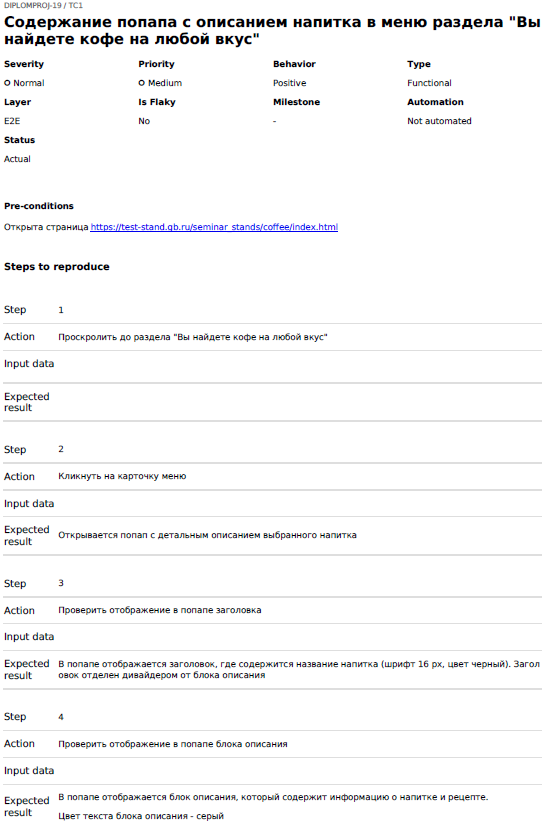 DIPLOMPROJ-19 / TC1
Содержание попапа с описанием напитка в меню раздела "Вы
найдете кофе на любой вкус"
Severity Priority Behavior Type
Normal Medium Positive Functional
Layer Is Flaky Milestone Automation
E2E No - Not automated
Status
Actual
Pre-conditions
Открыта страница https://test-stand.gb.ru/seminar_stands/coffee/index.html
Steps to reproduce
Step 1
Action Проскролить до раздела "Вы найдете кофе на любой вкус"
Input data
Expected
result
Step 2
Action Кликнуть на карточку меню
Input data
Expected
result Открывается попап с детальным описанием выбранного напитка
Step 3
Action Проверить отображение в попапе заголовка
Input data
Expected В попапе отображается заголовок, где содержится название напитка (шрифт 16 px, цвет черный). Загол
result овок отделен дивайдером от блока описания
Step 4
Action Проверить отображение в попапе блока описания
Input data
Expected В попапе отображается блок описания, который содержит информацию о напитке и рецепте.
result Цвет текста блока описания - серый